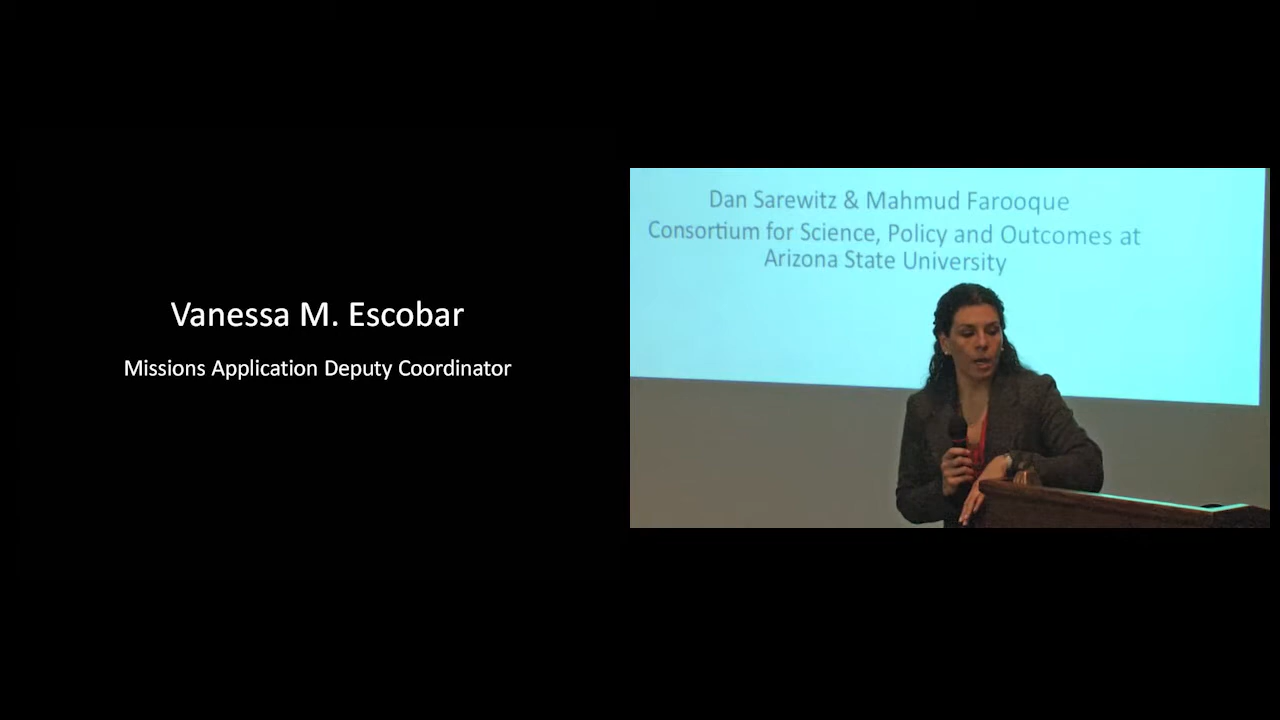 Vanessa M. Escobar
Missions Application Deputy Coordinator
Dan Sarewitz & Mahmud Farooque
Consortium for Science, Policy and Outcomes at
Arizona State University